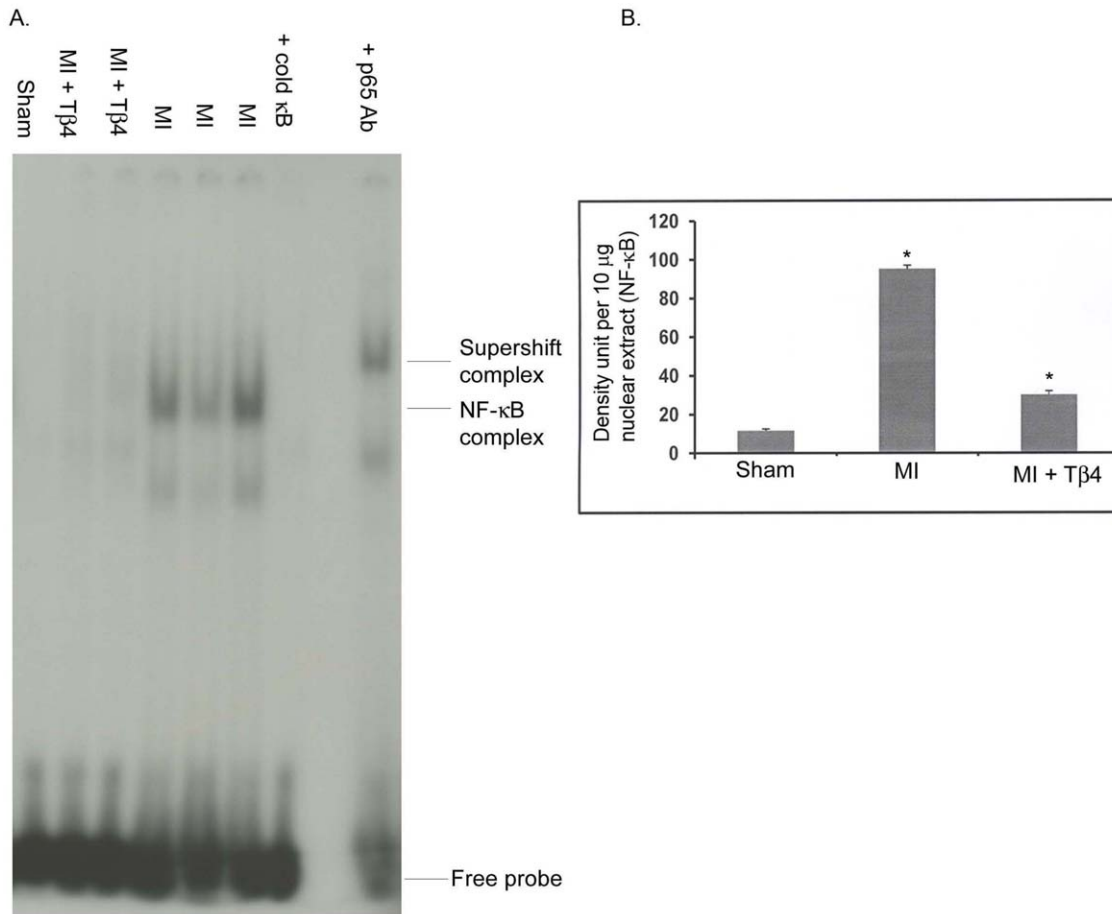 A.
Sham
MI + Tβ4
MI + Tβ4
MI
MI
MI
+ cold κB
+ p65 Ab
Supershift
complex
NF-κB
complex
Free probe
B.
Density unit per 10 μg
nuclear extract (NF-κB)
120
100
80
60
40
20
0
*
*
Sham
MI
MI + Tβ4